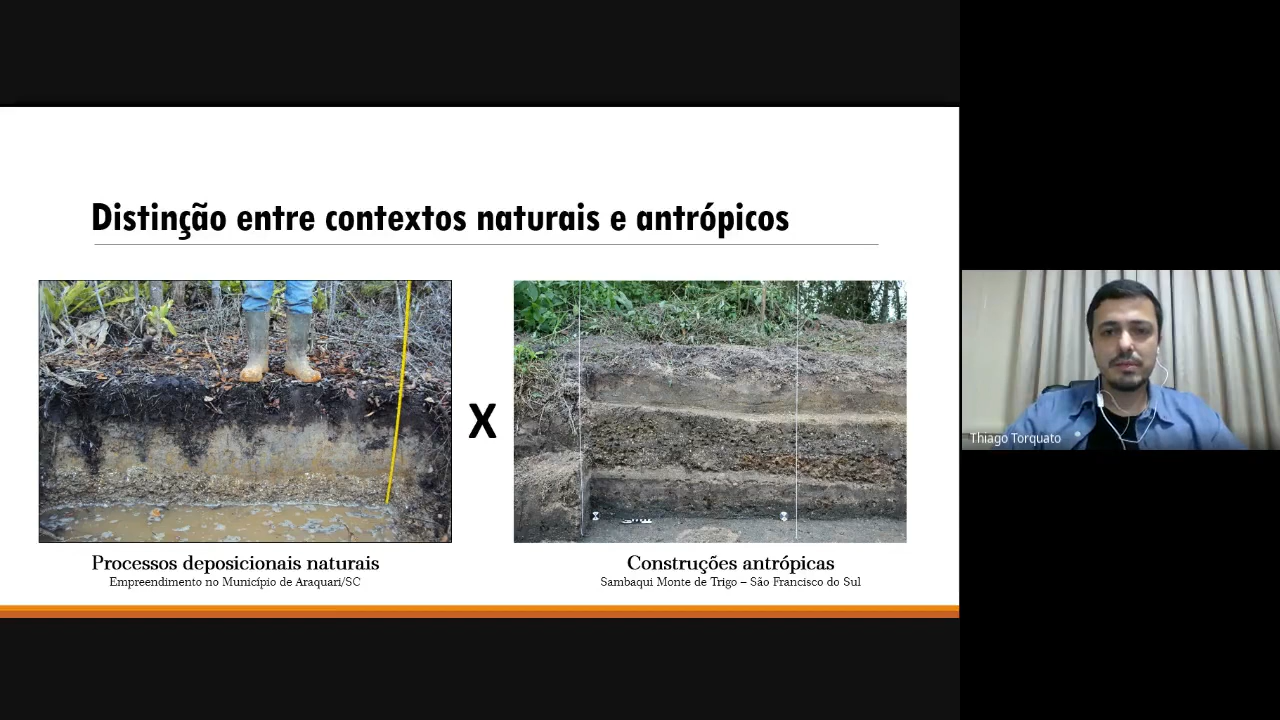 Distinção entre contextos naturais e antrópicos
X
Processos deposicionais naturais
Empreendimento no Município de Araquari/SC
Construções antrópicas
Sambaqui Monte de Trigo – São Francisco do Sul
Thiago Torquato